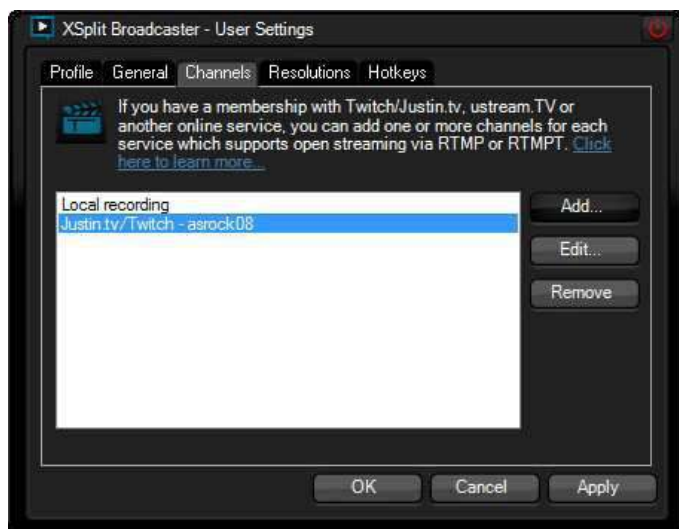 XSplit Broadcaster - User Settings
Profile General Channels Resolutions Hotkeys
If you have a membership with Twitch/Justin.tv, ustream.TV or
another online service, you can add one or more channels for each
service which supports open streaming via RTMP or RTMPT. Click
here to learn more...
Local recording
Add...
Justin.tv/Twitch - asrock08
Edit...
Remove
OK Cancel Apply